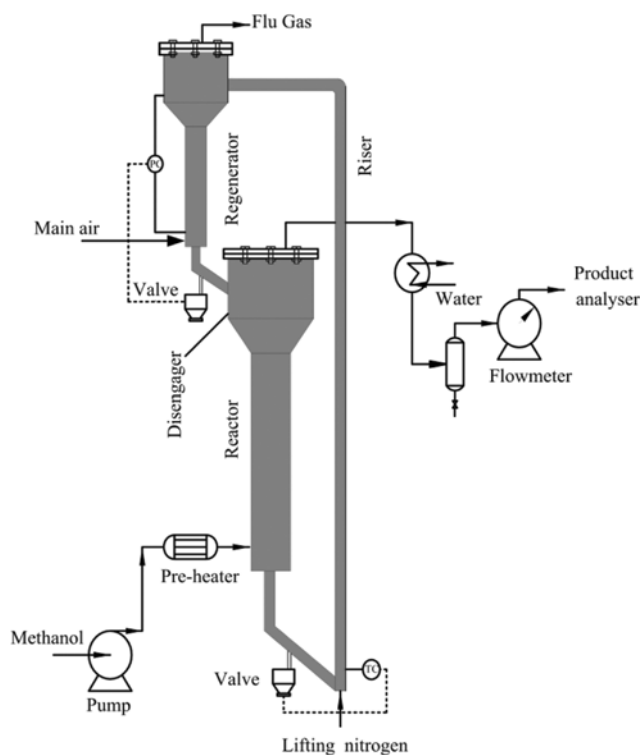 Flu Gas
PC
Regenerator
Riser
Main air
Valve
Disengager
Reactor
Water
Product
analyser
Flowmeter
Pre-heater
Methanol
Pump
Valve
TC
Lifting nitrogen